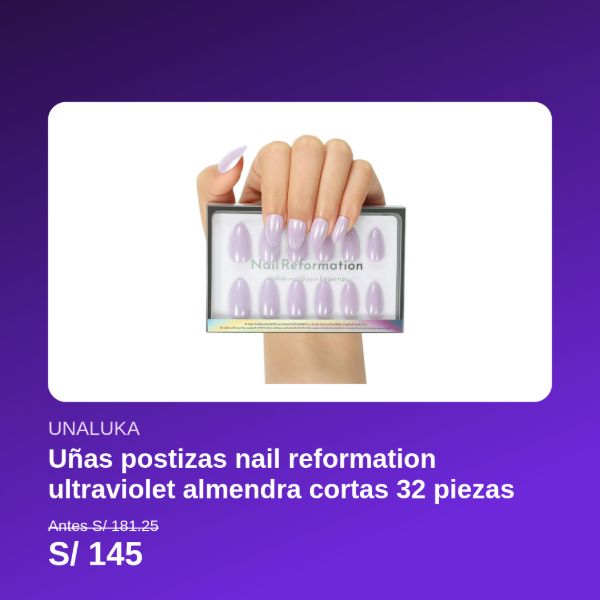 Nail Reformation
UNALUKA
Uñas postizas nail reformation
ultraviolet almendra cortas 32 piezas
Antes S/ 181.25
S/ 145